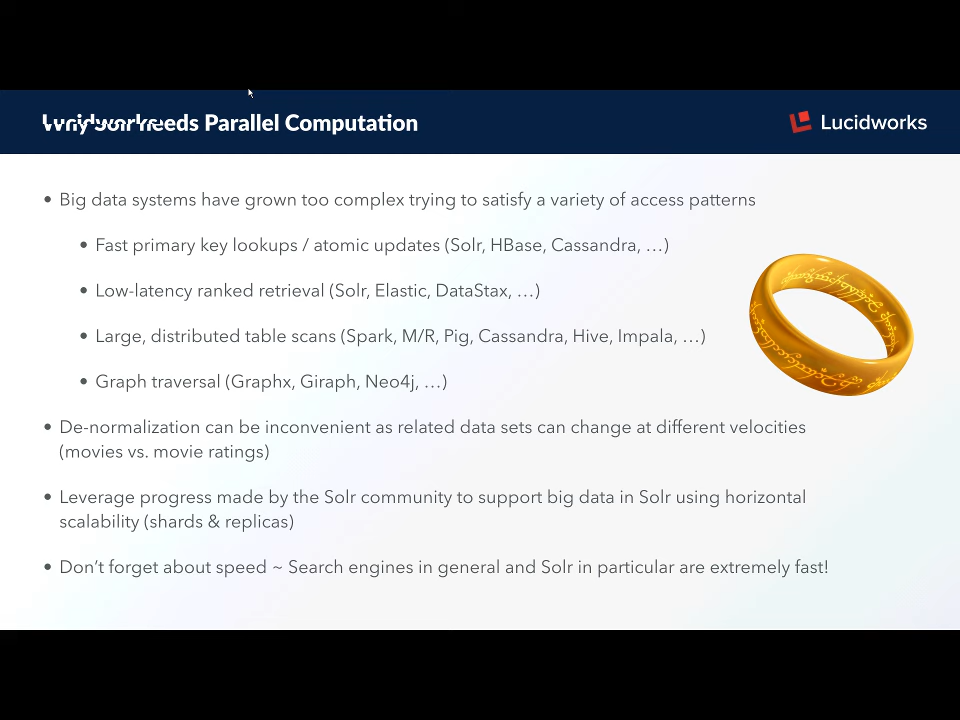 Parallel Computation
Lucidworks
• Big data systems have grown too complex trying to satisfy a variety of access patterns
• Fast primary key lookups / atomic updates (Solr, HBase, Cassandra, …)
• Low-latency ranked retrieval (Solr, Elastic, DataStax, …)
• Large, distributed table scans (Spark, M/R, Pig, Cassandra, Hive, Impala, …)
• Graph traversal (Graphx, Giraph, Neo4j, …)
• De-normalization can be inconvenient as related data sets can change at different velocities
(movies vs. movie ratings)
• Leverage progress made by the Solr community to support big data in Solr using horizontal
scalability (shards & replicas)
• Don’t forget about speed ~ Search engines in general and Solr in particular are extremely fast!